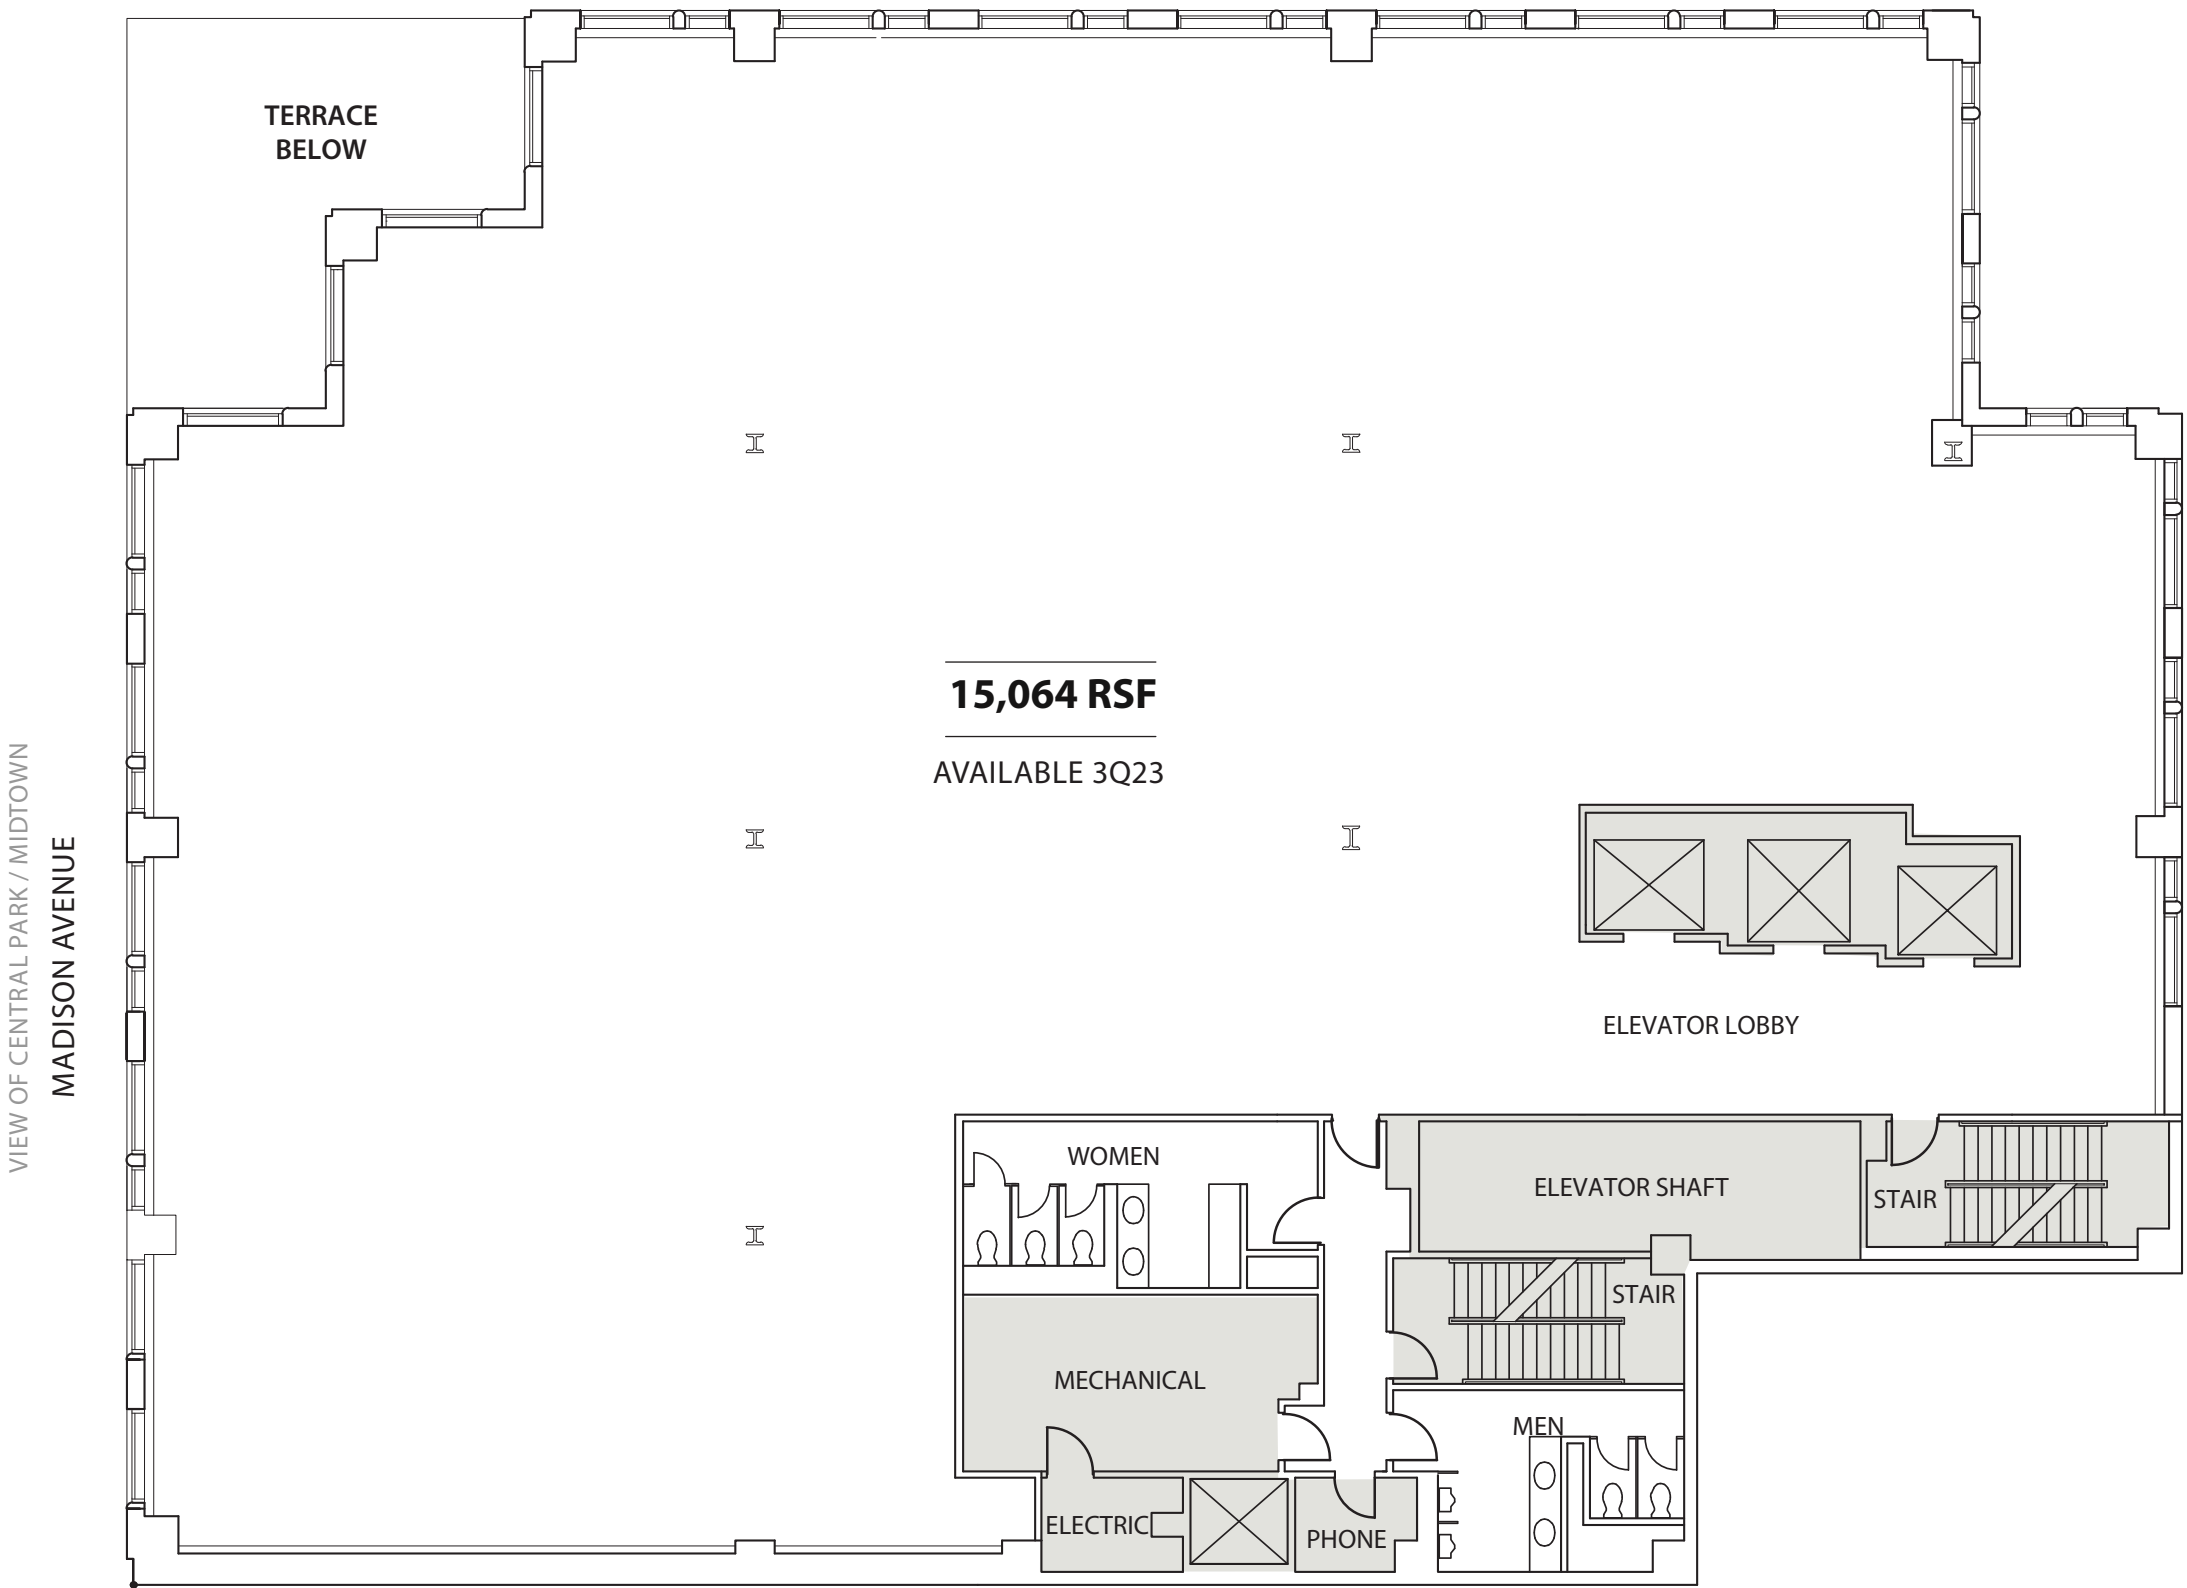 TERRACE
BELOW
15,064 RSF
AVAILABLE 3Q23
VIEW OF CENTRAL PARK / MIDTOWN
MADISON AVENUE
ELEVATOR LOBBY
WOMEN
ELEVATOR SHAFT
STAIR
STAIR
MECHANICAL
MEN
ELECTRIC
PHONE